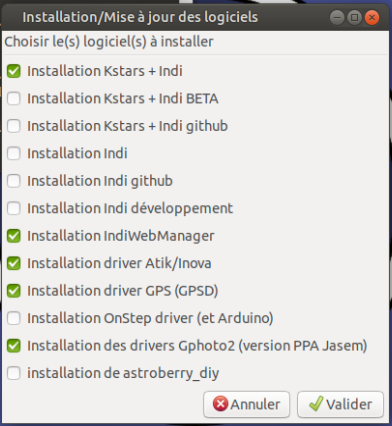 Installation/Mise à jour des logiciels
Choisir le(s) logiciel(s) à installer
Installation Kstars + Indi
Installation Kstars + Indi BETA
Installation Kstars + Indi github
Installation Indi
Installation Indi github
Installation Indi développement
Installation IndiWebManager
Installation driver Atik/Inova
Installation driver GPS (GPSD)
Installation OnStep driver (et Arduino)
Installation des drivers Gphoto2 (version PPA Jasem)
installation de astroberry_diy
Annuler Valider